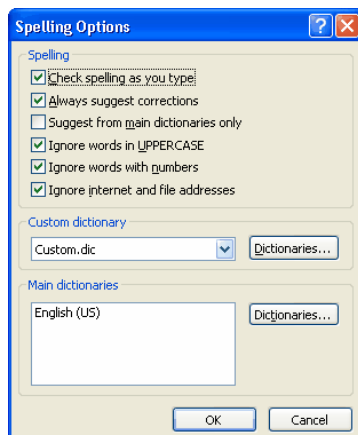 Spelling Options
Spelling
Check spelling as you type
Always suggest corrections
Suggest from main dictionaries only
Ignore words in UPPERCASE
Ignore words with numbers
Ignore internet and file addresses
Custom dictionary
Custom.dic
Dictionaries...
Main dictionaries
English (US)
Dictionaries...
OK Cancel